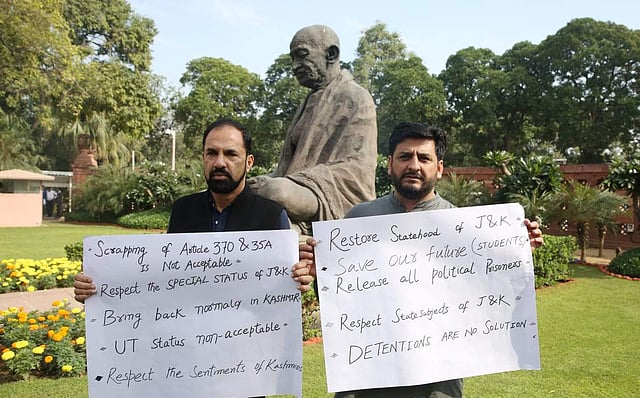 • Scrapping of Article 370 & 35A
Is Not Acceptable -
- Respect the SPECIAL STATUS of J&K
- Bring back normalcy in KASHMIR
- UT status non-acceptable -
- Respect the Sentiments of Kashmir
- Restore Statehood of J&K -
- Save our future (STUDENTS)
- Release all political Prisoners
- Respect State Subjects of J&K -
- DETENTIONS ARE NO SOLUTION -